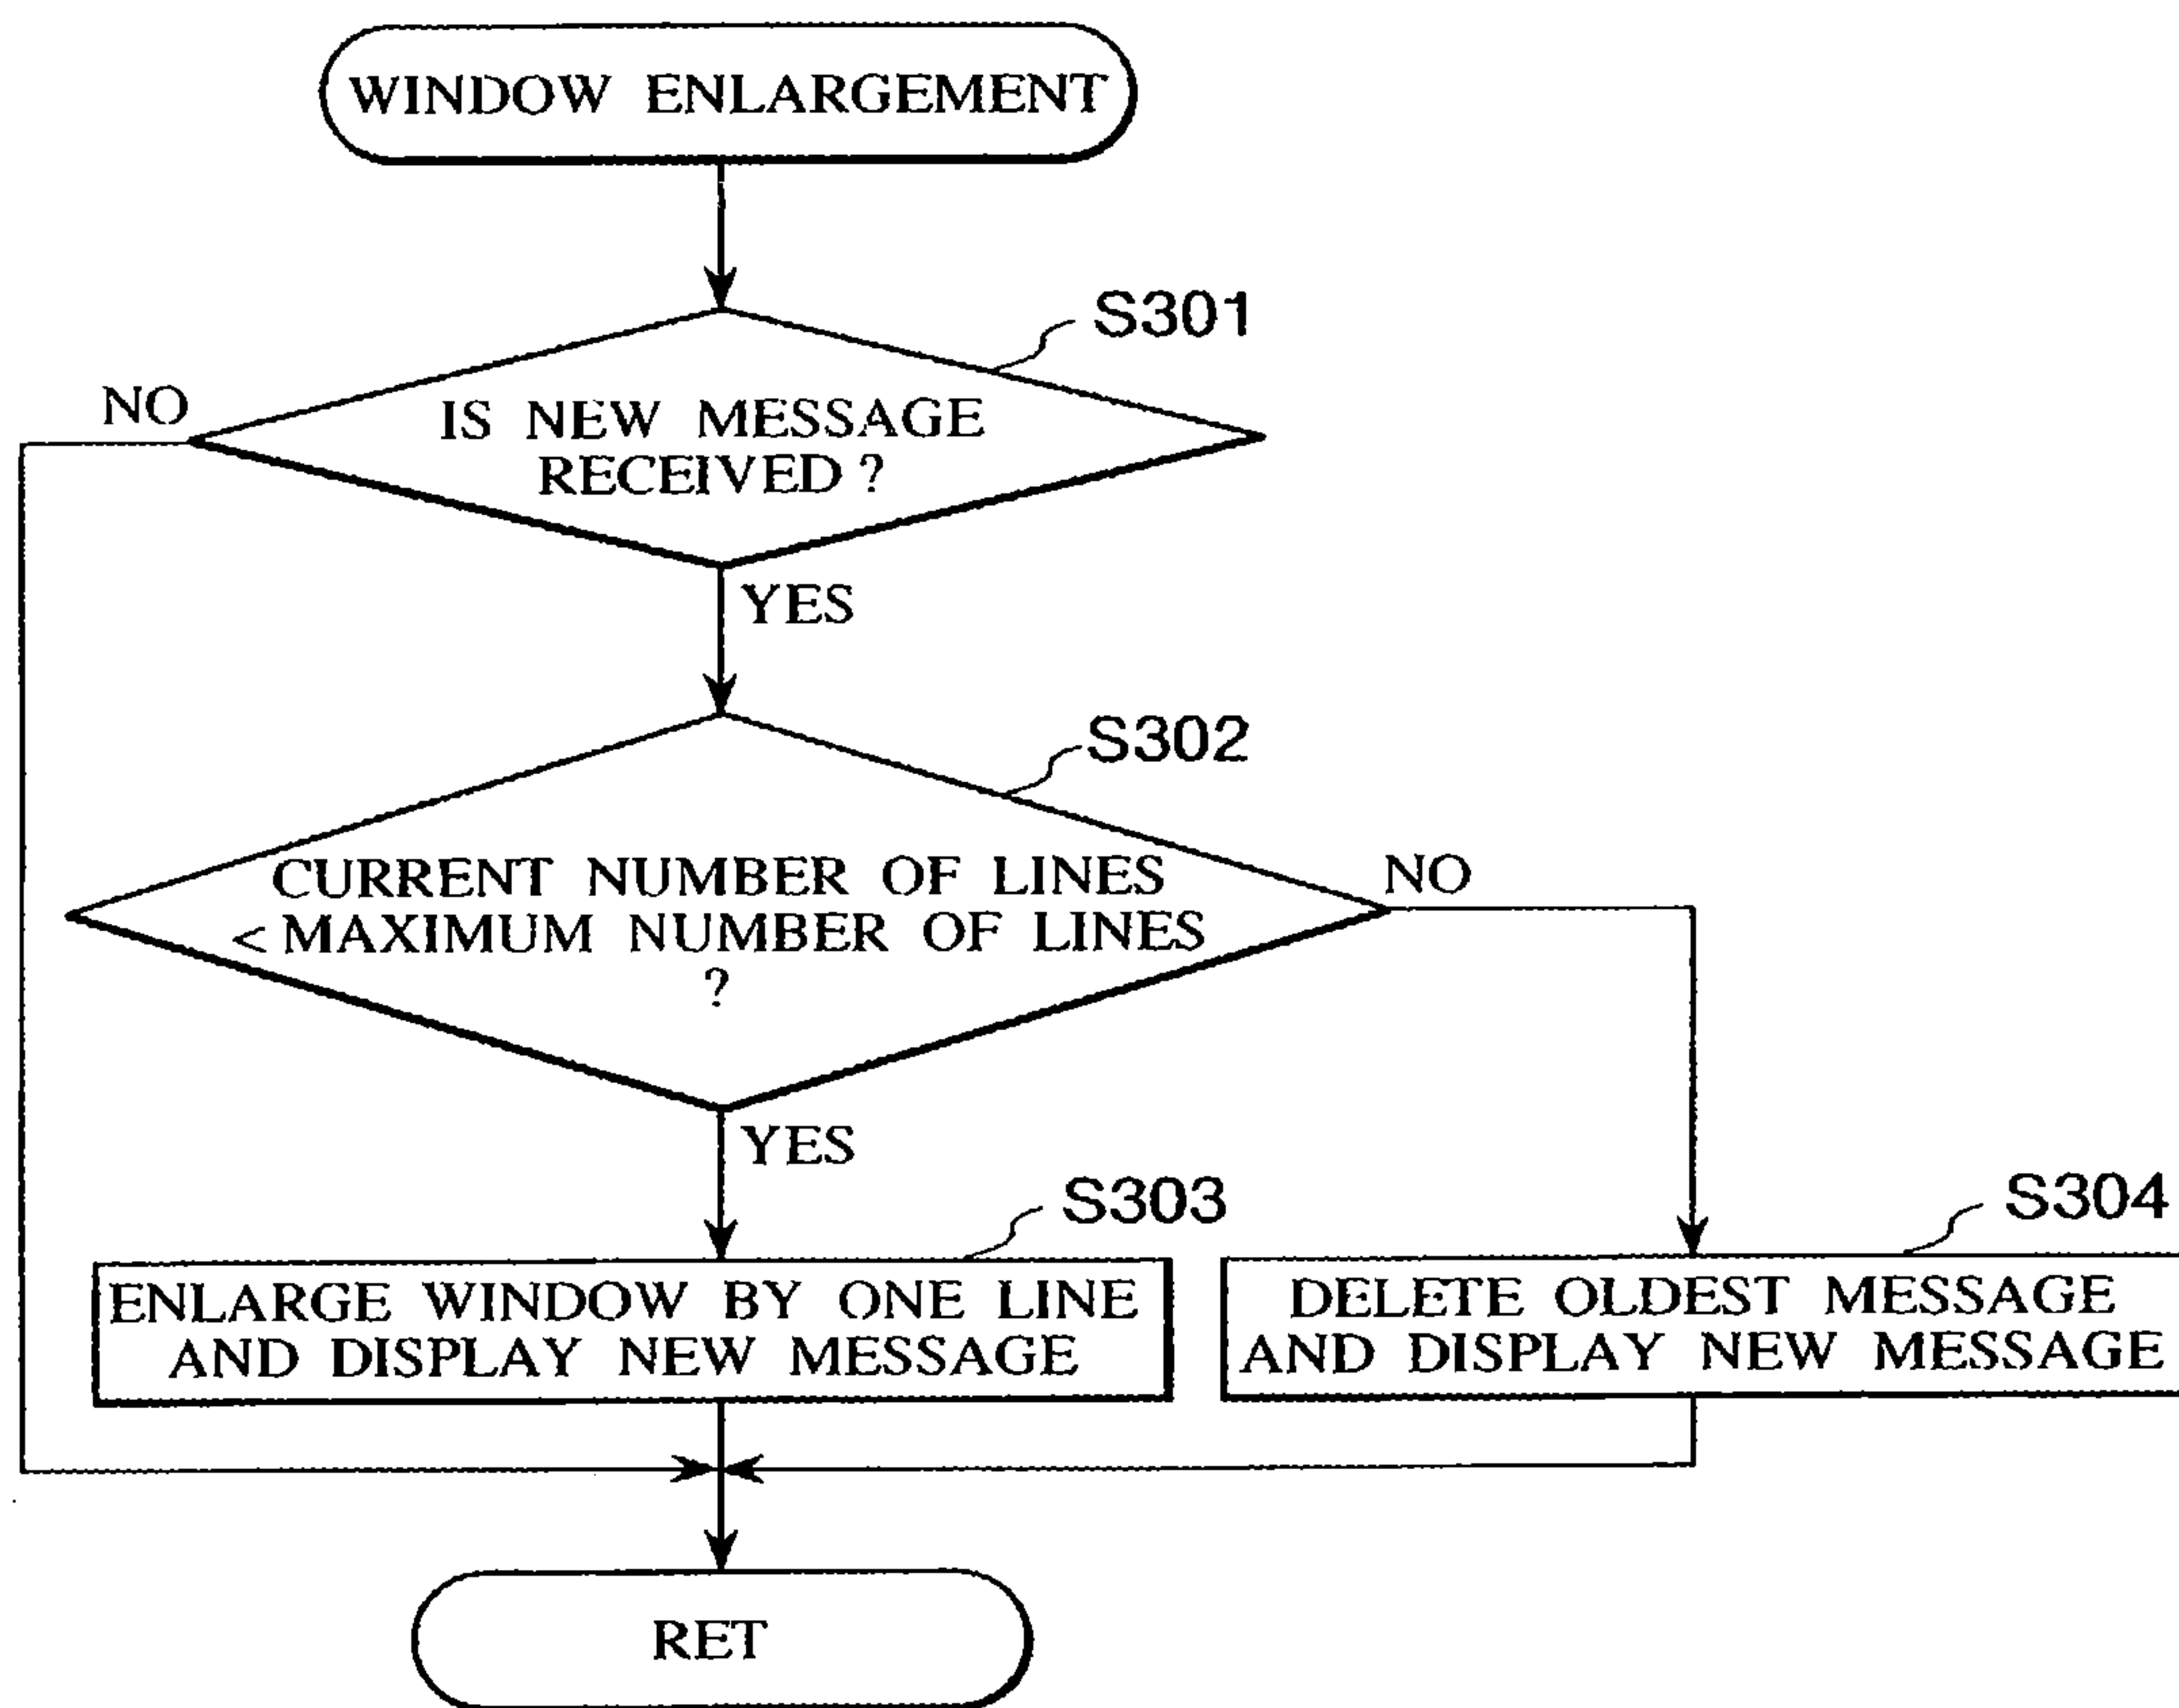 WINDOW ENLARGEMENT
S301
NO
IS NEW MESSAGE
RECEIVED ?
YES
S302
CURRENT NUMBER OF LINES
< MAXIMUM NUMBER OF LINES
?
NO
YES
S303
S304
ENLARGE WINDOW BY ONE LINE
AND DISPLAY NEW MESSAGE
DELETE OLDEST MESSAGE
AND DISPLAY NEW MESSAGE
RET